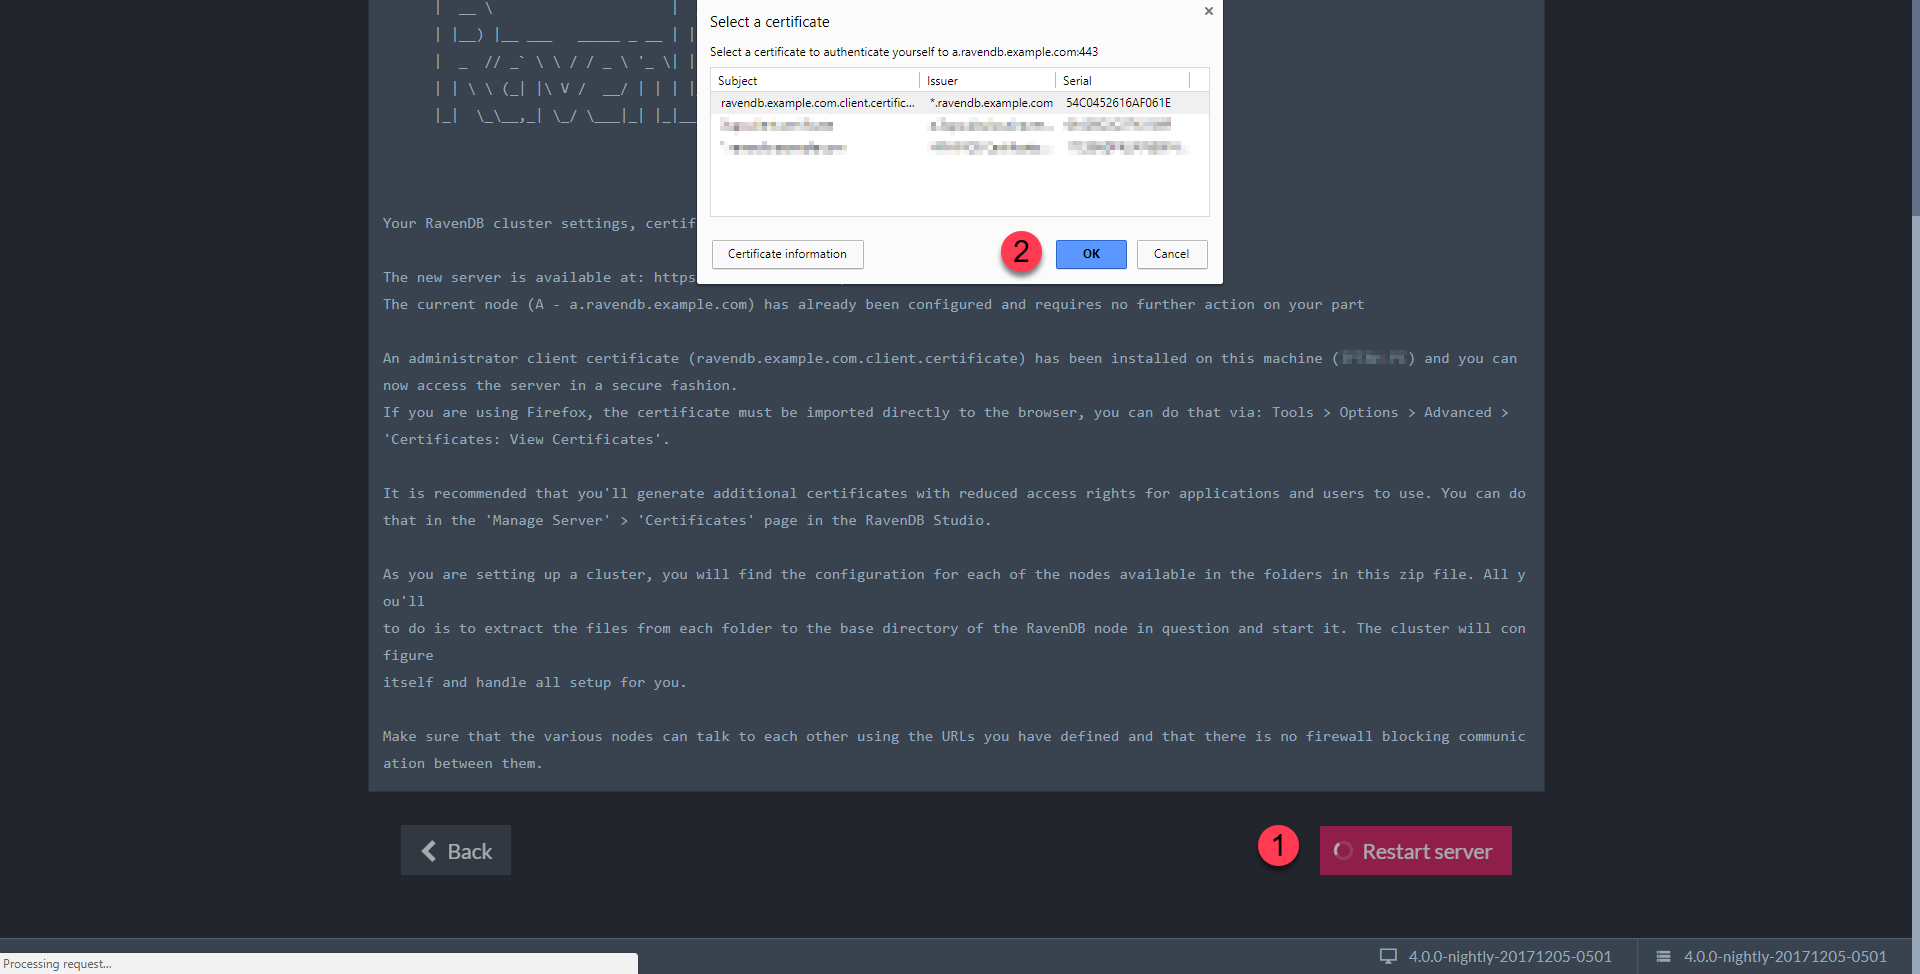 Select a certificate
Select a certificate to authenticate yourself to a.ravendb.example.com:443
Subject Issuer Serial
ravendb.example.com.client.certific... *.ravendb.example.com 54C0452616AF061E
Certificate information 2 OK Cancel
Your RavenDB cluster settings, certif
The new server is available at: https
The current node (A - a.ravendb.example.com) has already been configured and requires no further action on your part
An administrator client certificate (ravendb.example.com.client.certificate) has been installed on this machine ( ) and you can
now access the server in a secure fashion.
If you are using Firefox, the certificate must be imported directly to the browser, you can do that via: Tools > Options > Advanced >
'Certificates: View Certificates'.
It is recommended that you'll generate additional certificates with reduced access rights for applications and users to use. You can do
that in the 'Manage Server' > 'Certificates' page in the RavenDB Studio.
As you are setting up a cluster, you will find the configuration for each of the nodes available in the folders in this zip file. All y
ou'll
to do is to extract the files from each folder to the base directory of the RavenDB node in question and start it. The cluster will con
figure
itself and handle all setup for you.
Make sure that the various nodes can talk to each other using the URLs you have defined and that there is no firewall blocking communic
ation between them.
Back 1 Restart server
4.0.0-nightly-20171205-0501 4.0.0-nightly-20171205-0501
Processing request...